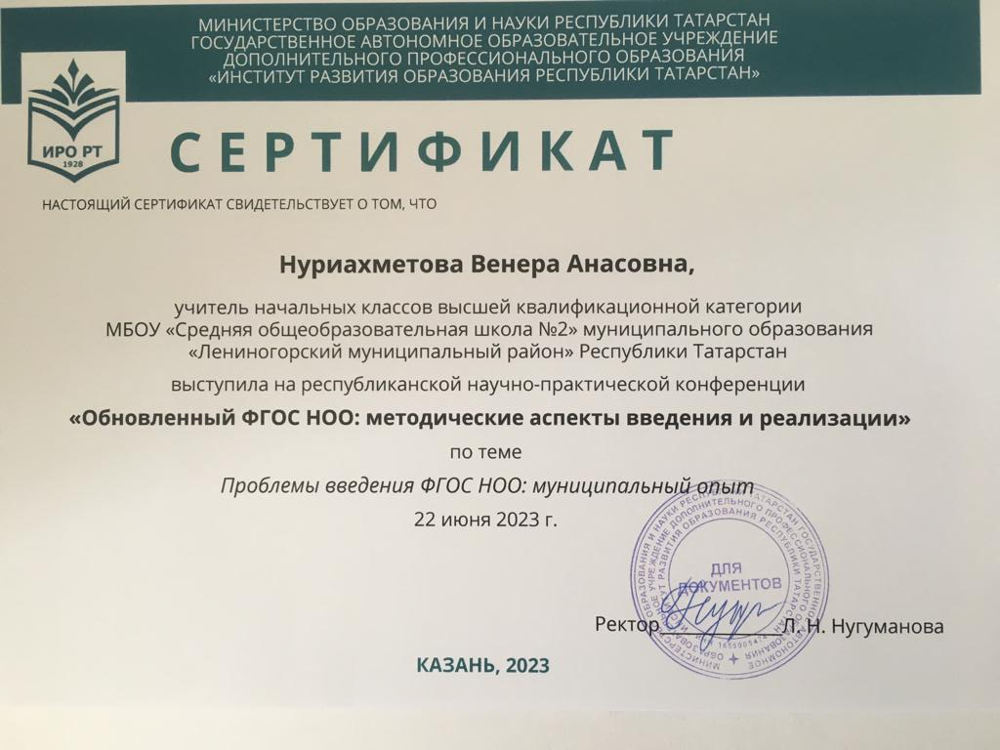 МИНИСТЕРСТВО ОБРАЗОВАНИЯ И НАУКИ РЕСПУБЛИКИ ТАТАРСТАН
ГОСУДАРСТВЕННОЕ АВТОНОМНОЕ ОБРАЗОВАТЕЛЬНОЕ УЧРЕЖДЕНИЕ
ДОПОЛНИТЕЛЬНОГО ПРОФЕССИОНАЛЬНОГО ОБРАЗОВАНИЯ
«ИНСТИТУТ РАЗВИТИЯ ОБРАЗОВАНИЯ РЕСПУБЛИКИ ТАТАРСТАН»
ИРО РТ
1928
СЕРТИФИКАТ
НАСТОЯЩИЙ СЕРТИФИКАТ СВИДЕТЕЛЬСТВУЕТ О ТОМ, ЧТО
Нуриахметова Венера Анасовна,
учитель начальных классов высшей квалификационной категории
МБОУ «Средняя общеобразовательная школа №2» муниципального образования
«Лениногорский муниципальный район» Республики Татарстан
выступила на республиканской научно-практической конференции
«Обновленный ФГОС НОО: методические аспекты введения и реализации»
по теме
Проблемы введения ФГОС НОО: муниципальный опыт
22 июня 2023 г.
ДЛЯ
ДОКУМЕНТОВ
Ректор Л. Н. Нугуманова
КАЗАНЬ, 2023